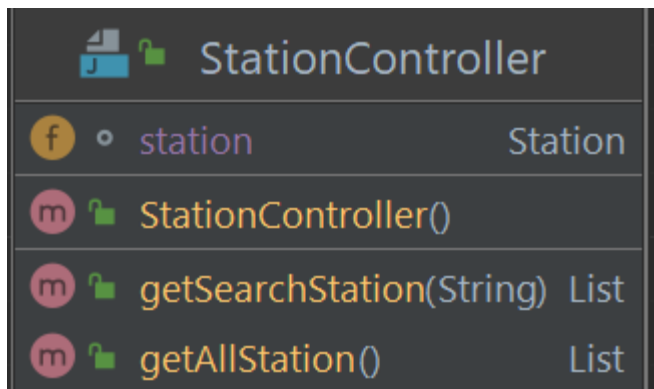 J StationController
f station Station
m StationController()
m getSearchStation(String) List
m getAllStation() List